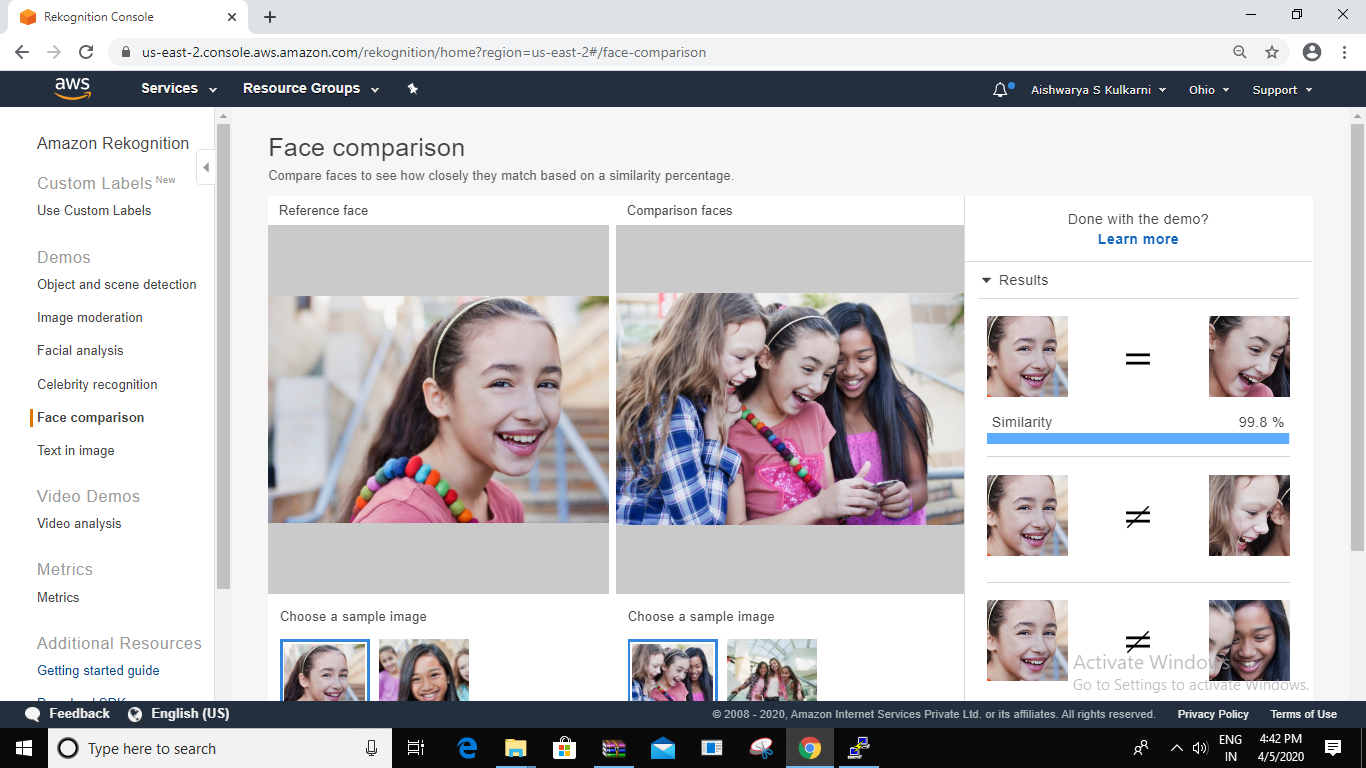 Rekognition Console
us-east-2.console.aws.amazon.com/rekognition/home?region=us-east-2#/face-comparison
aws Services Resource Groups Aishwarya S Kulkarni Ohio Support
Amazon Rekognition
Custom Labels New
Use Custom Labels
Demos
Object and scene detection
Image moderation
Facial analysis
Celebrity recognition
Face comparison
Text in image
Video Demos
Video analysis
Metrics
Metrics
Additional Resources
Getting started guide
Download SDK
Face comparison
Compare faces to see how closely they match based on a similarity percentage.
Reference face
Comparison faces
Choose a sample image
Choose a sample image
Done with the demo?
Learn more
Results
=
Similarity 99.8 %
≠
≠
Activate Windows
Go to Settings to activate Windows.
Feedback English (US) © 2008 - 2020, Amazon Internet Services Private Ltd. or its affiliates. All rights reserved. Privacy Policy Terms of Use
Type here to search
ENG
IN
4:42 PM
4/5/2020